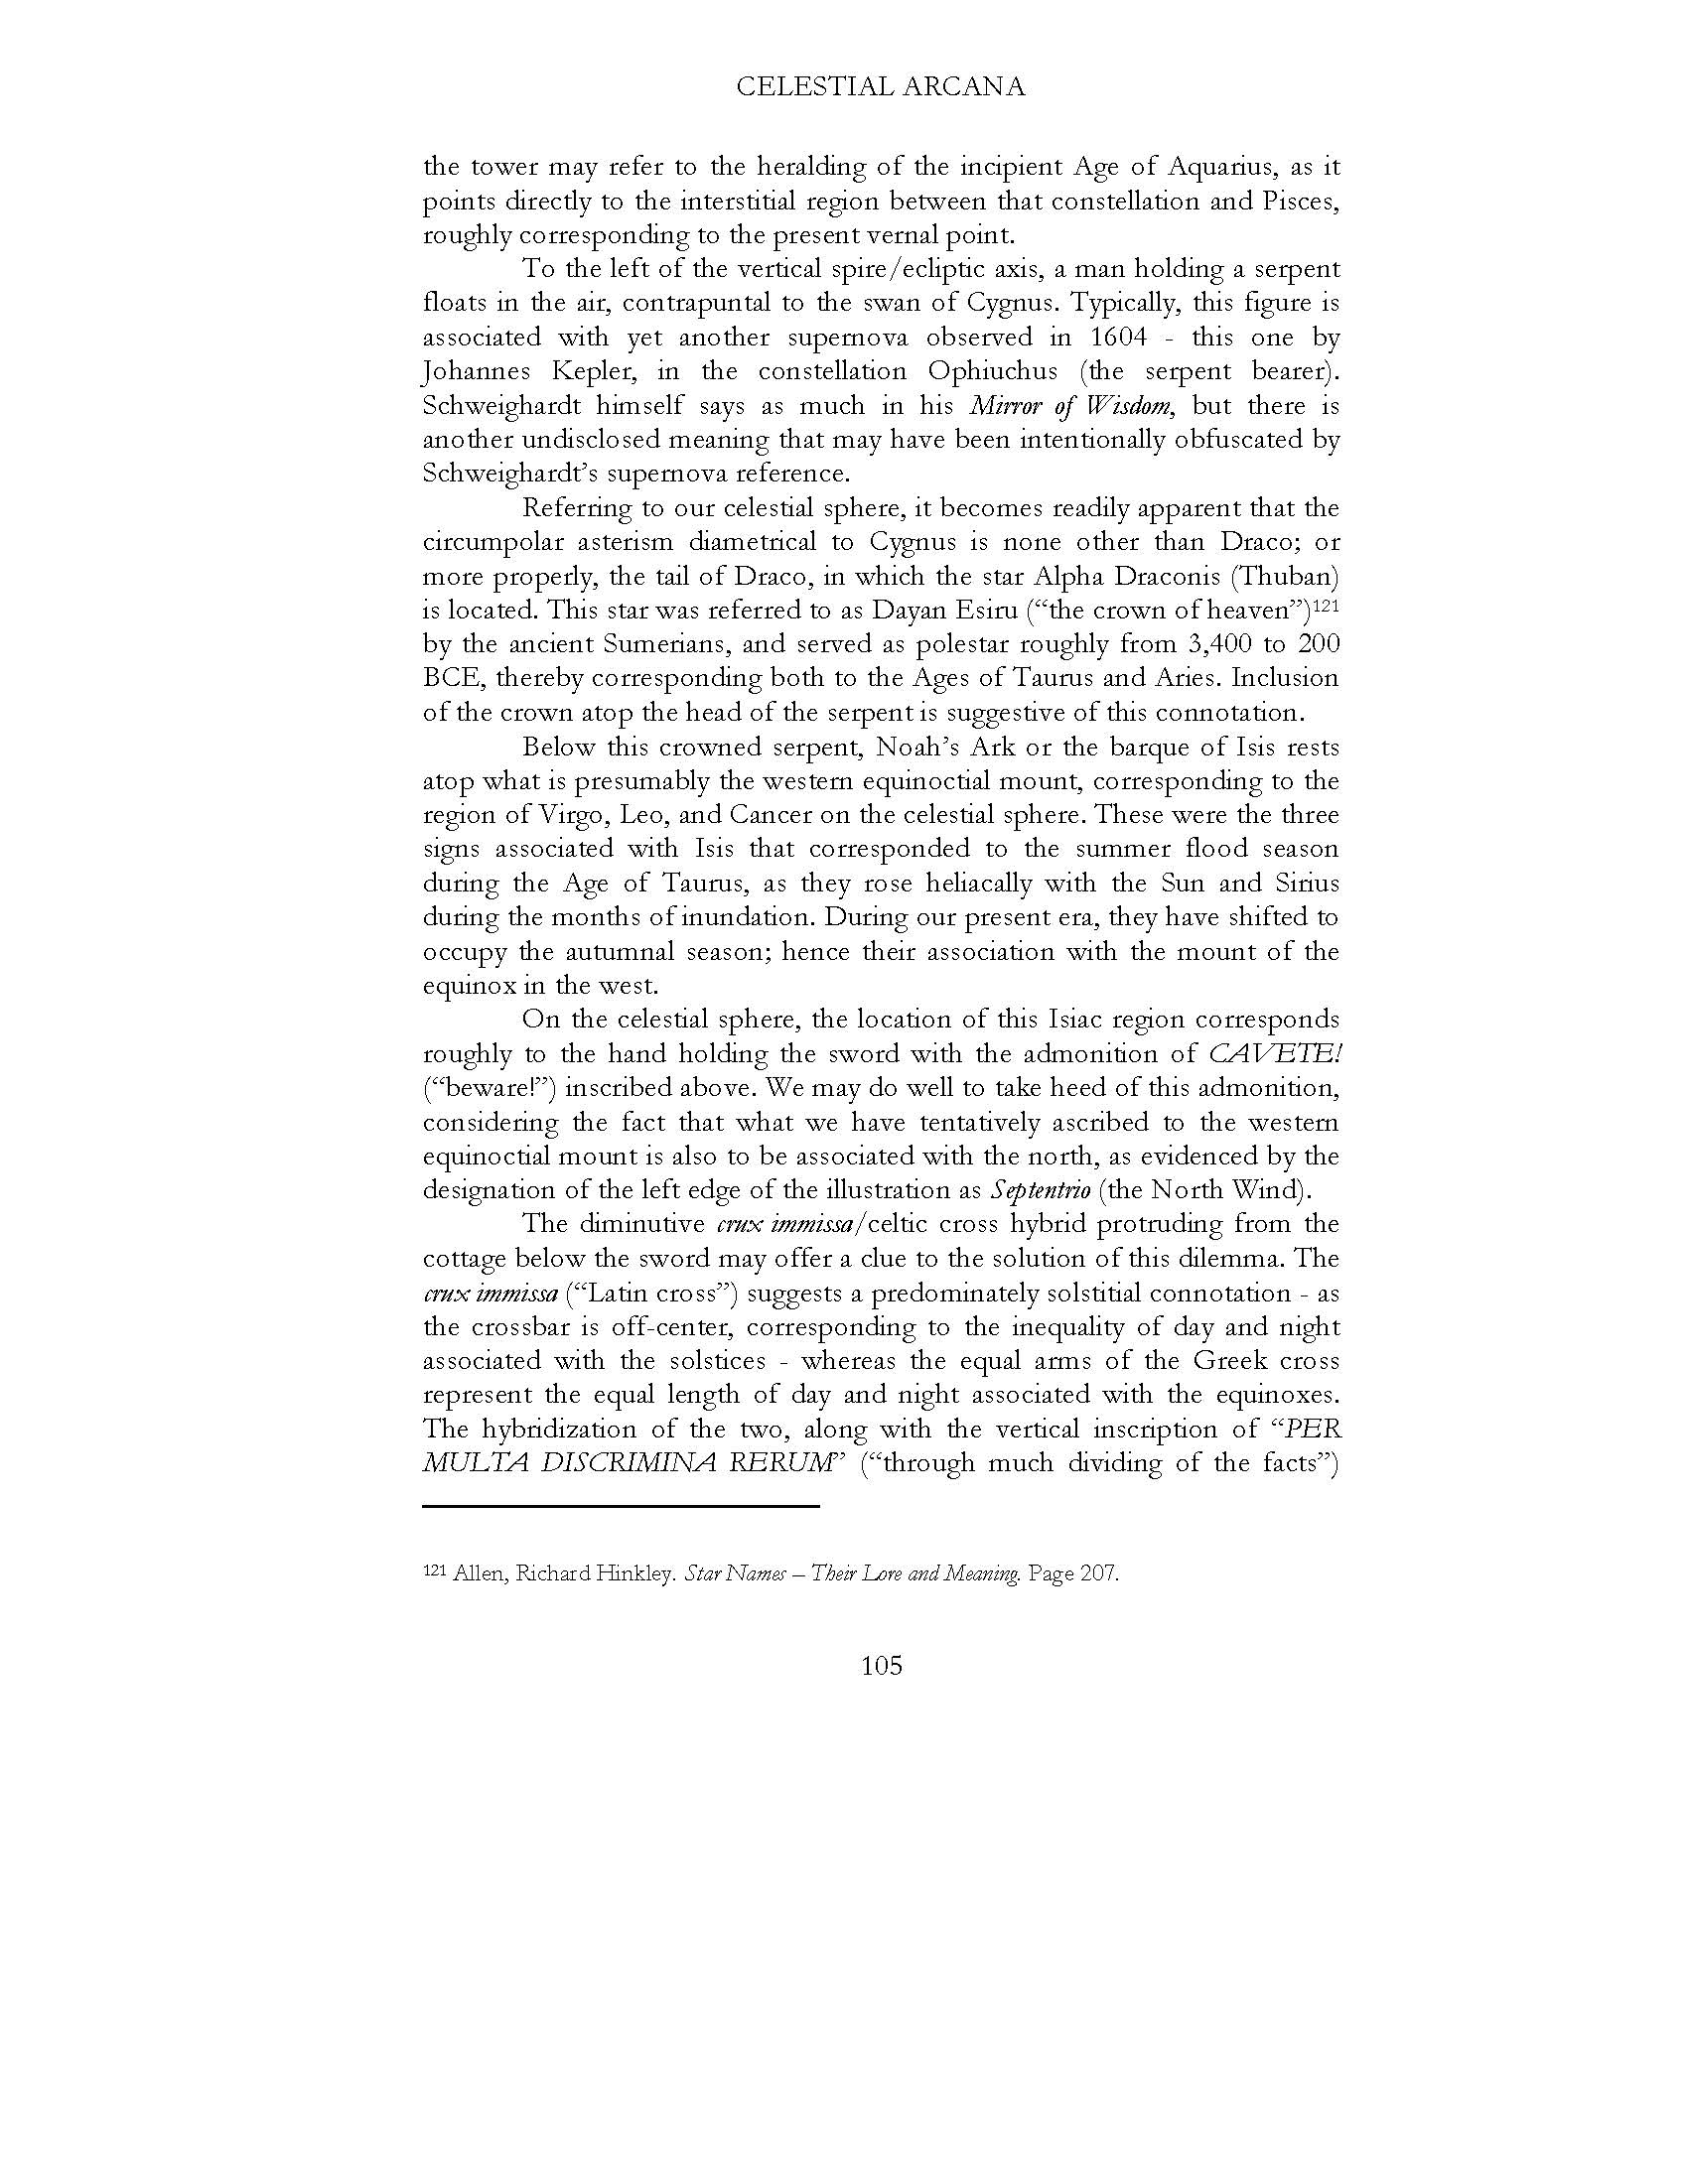 CELESTIAL ARCANA
the tower may refer to the heralding of the incipient Age of Aquarius, as it
points directly to the interstitial region between that constellation and Pisces,
roughly corresponding to the present vernal point.
To the left of the vertical spire/ecliptic axis, a man holding a serpent
floats in the air, contrapuntal to the swan of Cygnus. Typically, this figure is
associated with yet another supernova observed in 1604 - this one by
Johannes Kepler, in the constellation Ophiuchus (the serpent bearer).
Schweighardt himself says as much in his Mirror of Wisdom, but there is
another undisclosed meaning that may have been intentionally obfuscated by
Schweighardt’s supernova reference.
Referring to our celestial sphere, it becomes readily apparent that the
circumpolar asterism diametrical to Cygnus is none other than Draco; or
more properly, the tail of Draco, in which the star Alpha Draconis (Thuban)
is located. This star was referred to as Dayan Esiru (“the crown of heaven”)121
by the ancient Sumerians, and served as polestar roughly from 3,400 to 200
BCE, thereby corresponding both to the Ages of Taurus and Aries. Inclusion
of the crown atop the head of the serpent is suggestive of this connotation.
Below this crowned serpent, Noah’s Ark or the barque of Isis rests
atop what is presumably the western equinoctial mount, corresponding to the
region of Virgo, Leo, and Cancer on the celestial sphere. These were the three
signs associated with Isis that corresponded to the summer flood season
during the Age of Taurus, as they rose heliacally with the Sun and Sirius
during the months of inundation. During our present era, they have shifted to
occupy the autumnal season; hence their association with the mount of the
equinox in the west.
On the celestial sphere, the location of this Isiac region corresponds
roughly to the hand holding the sword with the admonition of CAVETE!
(“beware!”) inscribed above. We may do well to take heed of this admonition,
considering the fact that what we have tentatively ascribed to the western
equinoctial mount is also to be associated with the north, as evidenced by the
designation of the left edge of the illustration as Septentrio (the North Wind).
The diminutive crux immissa/celtic cross hybrid protruding from the
cottage below the sword may offer a clue to the solution of this dilemma. The
crux immissa (“Latin cross”) suggests a predominately solstitial connotation - as
the crossbar is off-center, corresponding to the inequality of day and night
associated with the solstices - whereas the equal arms of the Greek cross
represent the equal length of day and night associated with the equinoxes.
The hybridization of the two, along with the vertical inscription of “PER
MULTA DISCRIMINA RERUM” (“through much dividing of the facts”)
121 Allen, Richard Hinkley. Star Names – Their Lore and Meaning. Page 207.
105